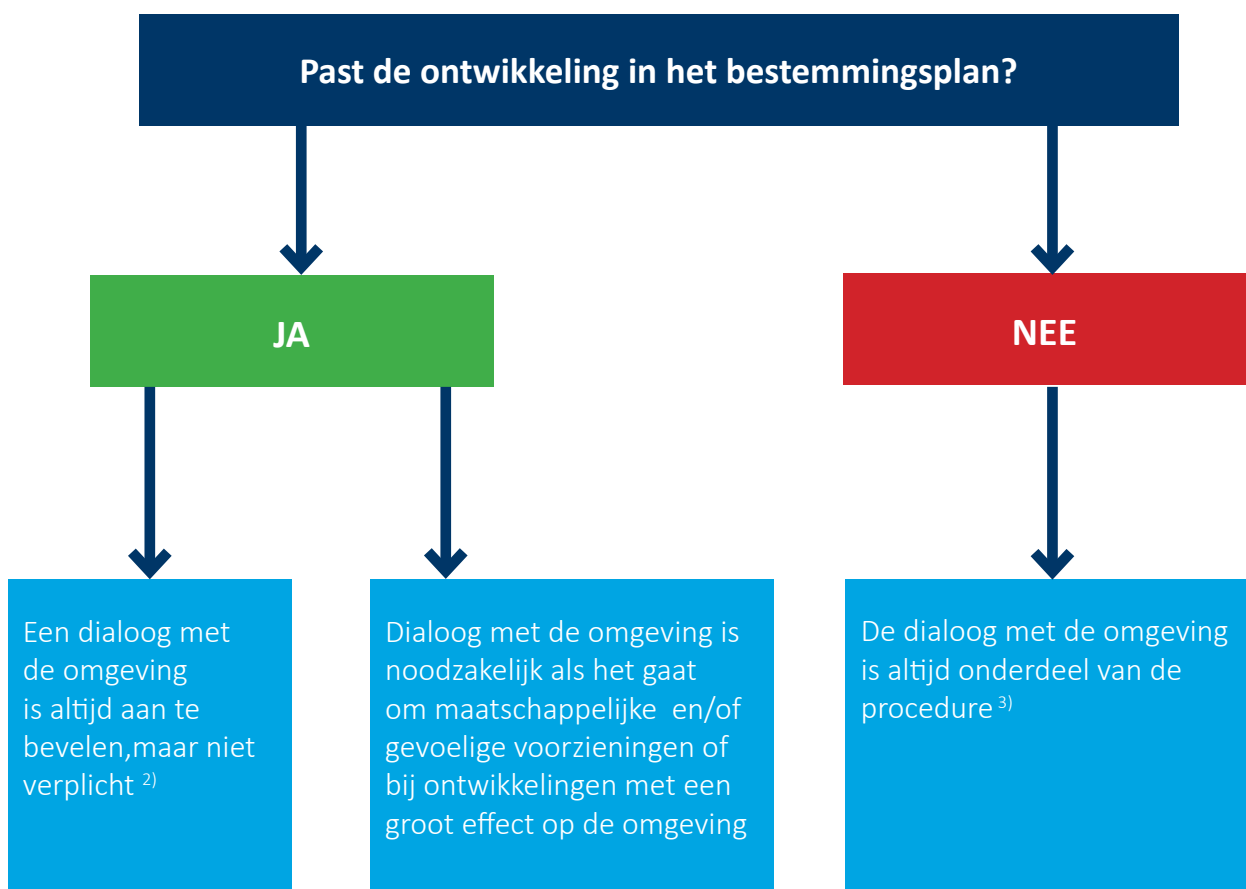 Past de ontwikkeling in het bestemmingsplan?
JA
NEE
Een dialoog met
de omgeving
is altijd aan te
bevelen,maar niet
verplicht 2)
Dialoog met de omgeving is
noodzakelijk als het gaat
om maatschappelijke en/of
gevoelige voorzieningen of
bij ontwikkelingen met een
groot effect op de omgeving
De dialoog met de omgeving
is altijd onderdeel van de
procedure 3)